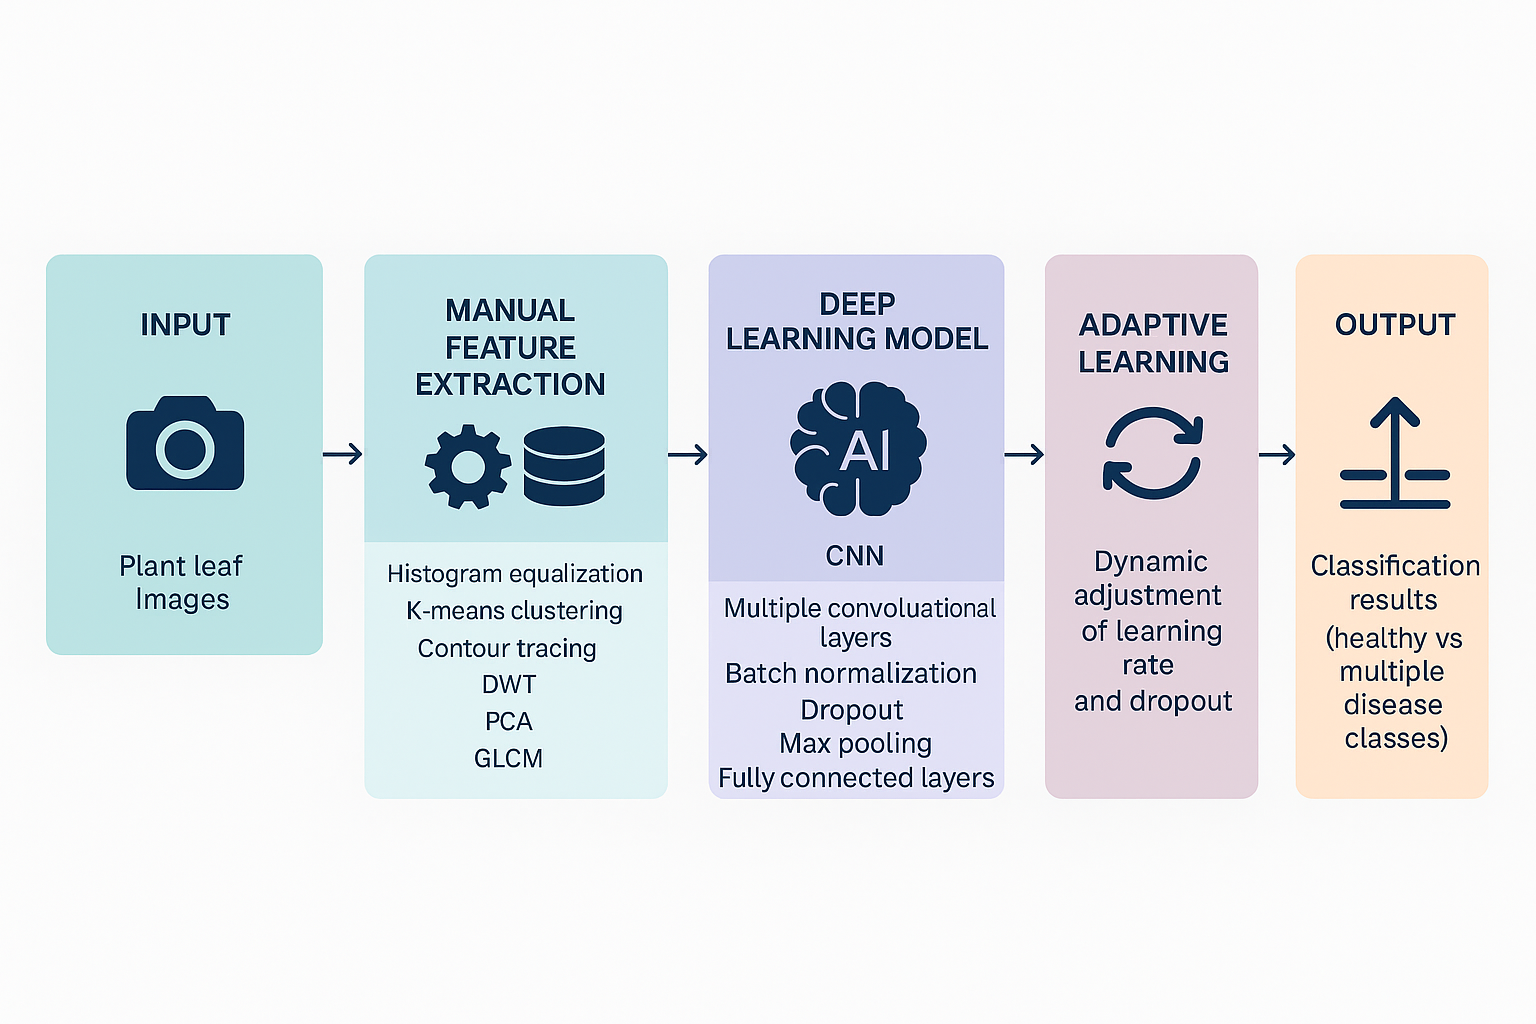 INPUT
Plant leaf
Images
MANUAL
FEATURE
EXTRACTION
Histogram equalization
K-means clustering
Contour tracing
DWT
PCA
GLCM
DEEP
LEARNING MODEL
AI
CNN
Multiple convoluational
layers
Batch normalization
Dropout
Max pooling
Fully connected layers
ADAPTIVE
LEARNING
Dynamic
adjustment
of learning
rate
and dropout
OUTPUT
Classification
results
(healthy vs
multiple
disease
classes)